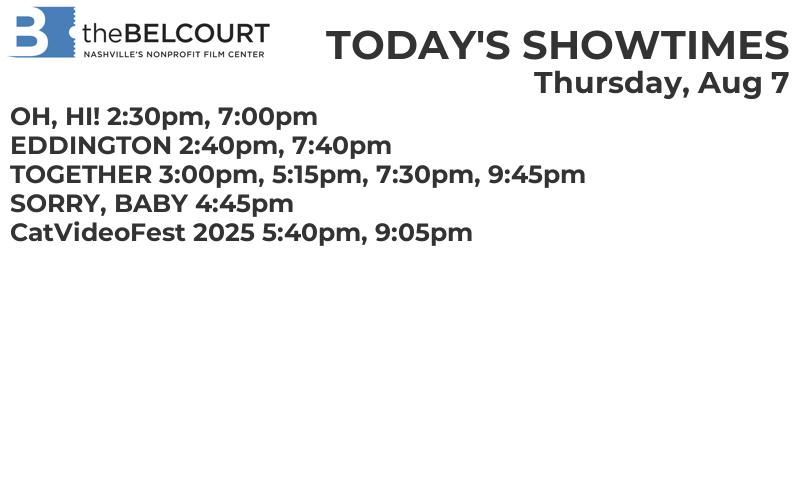 B theBELCOURT
NASHVILLE'S NONPROFIT FILM CENTER
TODAY'S SHOWTIMES
Thursday, Aug 7
OH, HI! 2:30pm, 7:00pm
EDDINGTON 2:40pm, 7:40pm
TOGETHER 3:00pm, 5:15pm, 7:30pm, 9:45pm
SORRY, BABY 4:45pm
CatVideoFest 2025 5:40pm, 9:05pm